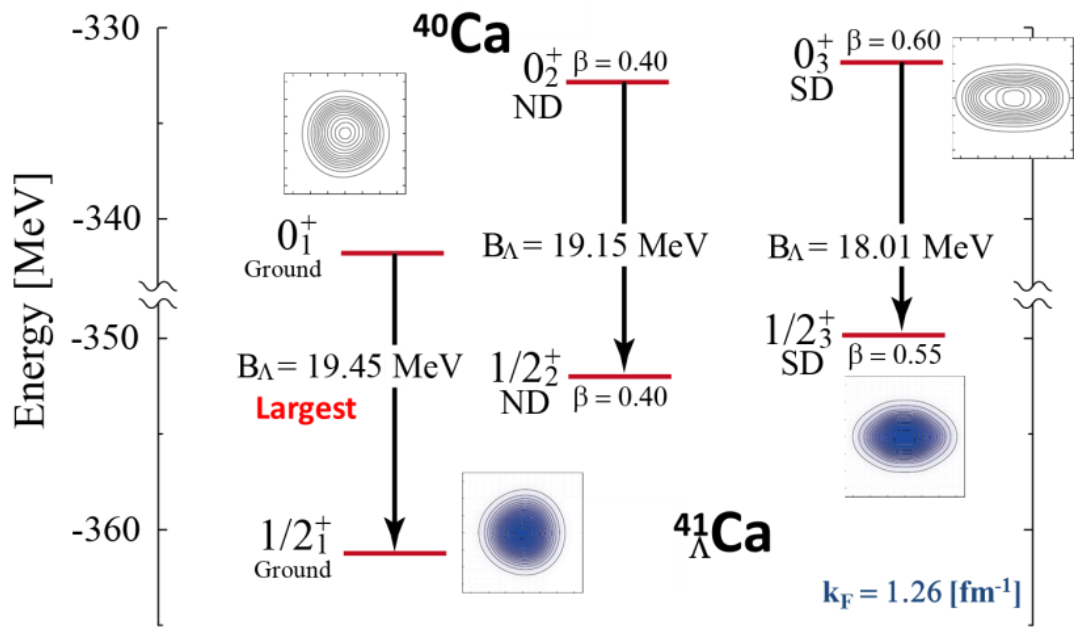 -330
-340
-350
-360
Energy [MeV]
⁴⁰Ca
0₁⁺
Ground
B_Λ = 19.45 MeV
Largest
1/2₁⁺
Ground
0₂⁺ β = 0.40
ND
B_Λ = 19.15 MeV
1/2₂⁺
ND β = 0.40
0₃⁺ β = 0.60
SD
B_Λ = 18.01 MeV
1/2₃⁺
SD β = 0.55
⁴¹_ΛCa
k_F = 1.26 [fm⁻¹]